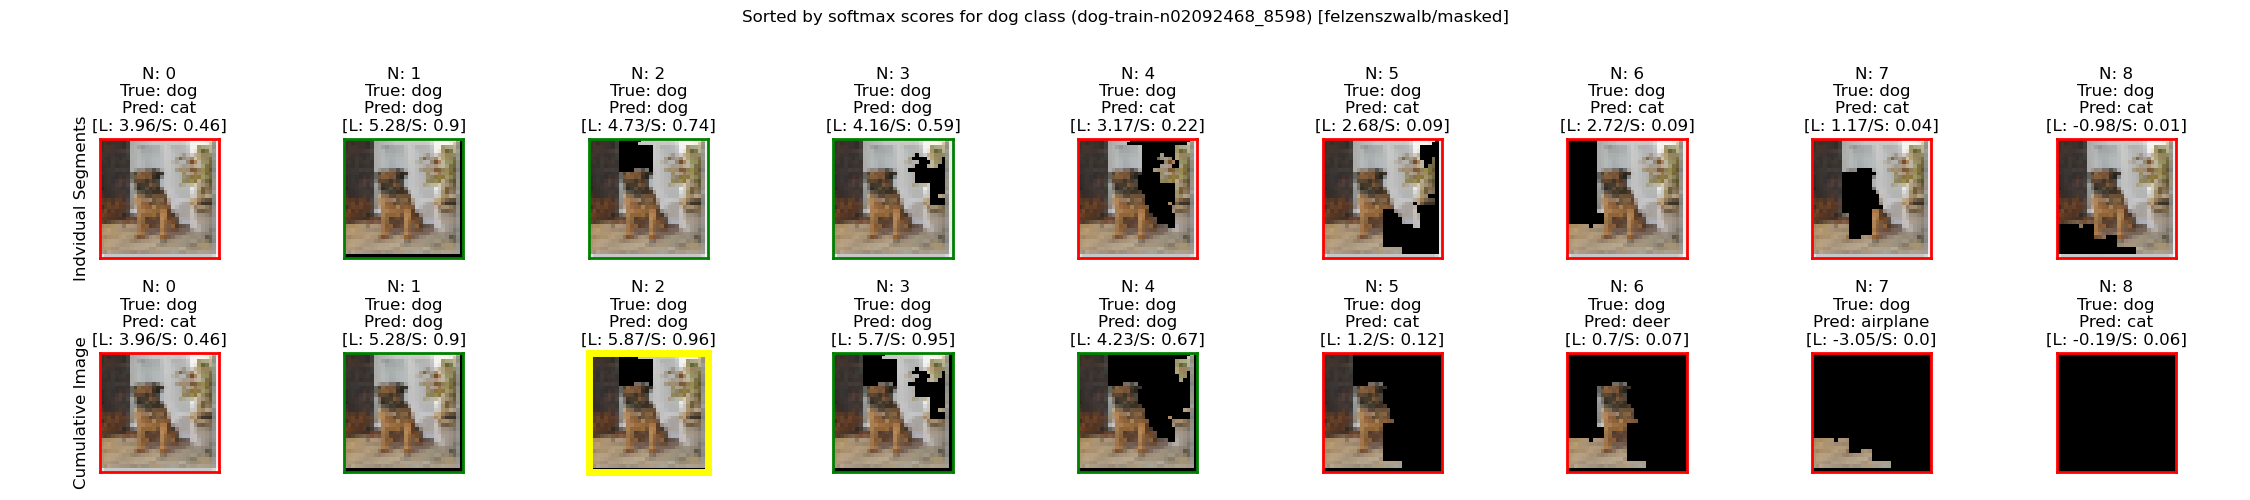 Sorted by softmax scores for dog class (dog-train-n02092468_8598) [felzenszwalb/masked]
Indvidual Segments
N: 0
True: dog
Pred: cat
[L: 3.96/S: 0.46]
N: 1
True: dog
Pred: dog
[L: 5.28/S: 0.9]
N: 2
True: dog
Pred: dog
[L: 4.73/S: 0.74]
N: 3
True: dog
Pred: dog
[L: 4.16/S: 0.59]
N: 4
True: dog
Pred: cat
[L: 3.17/S: 0.22]
N: 5
True: dog
Pred: cat
[L: 2.68/S: 0.09]
N: 6
True: dog
Pred: cat
[L: 2.72/S: 0.09]
N: 7
True: dog
Pred: cat
[L: 1.17/S: 0.04]
N: 8
True: dog
Pred: cat
[L: -0.98/S: 0.01]
Cumulative Image
N: 0
True: dog
Pred: cat
[L: 3.96/S: 0.46]
N: 1
True: dog
Pred: dog
[L: 5.28/S: 0.9]
N: 2
True: dog
Pred: dog
[L: 5.87/S: 0.96]
N: 3
True: dog
Pred: dog
[L: 5.7/S: 0.95]
N: 4
True: dog
Pred: dog
[L: 4.23/S: 0.67]
N: 5
True: dog
Pred: cat
[L: 1.2/S: 0.12]
N: 6
True: dog
Pred: deer
[L: 0.7/S: 0.07]
N: 7
True: dog
Pred: airplane
[L: -3.05/S: 0.0]
N: 8
True: dog
Pred: cat
[L: -0.19/S: 0.06]